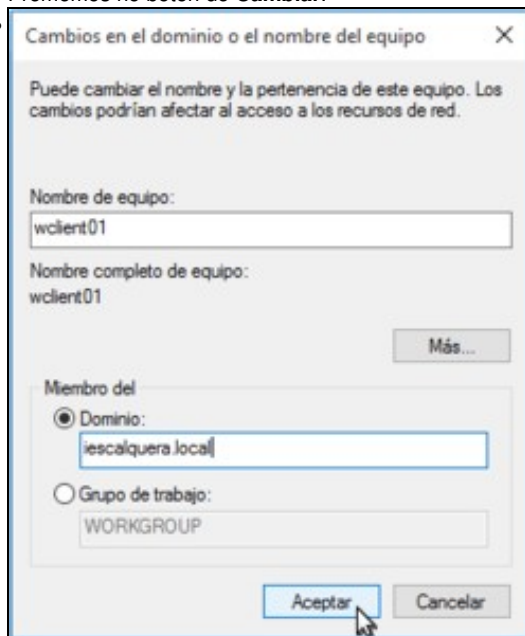 Cambios en el dominio o el nombre del equipo
Puede cambiar el nombre y la pertenencia de este equipo. Los
cambios podrían afectar al acceso a los recursos de red.
Nombre de equipo:
wclient01
Nombre completo de equipo:
wclient01
Más...
Miembro del
Dominio:
iescalquera.local
Grupo de trabajo:
WORKGROUP
Aceptar
Cancelar